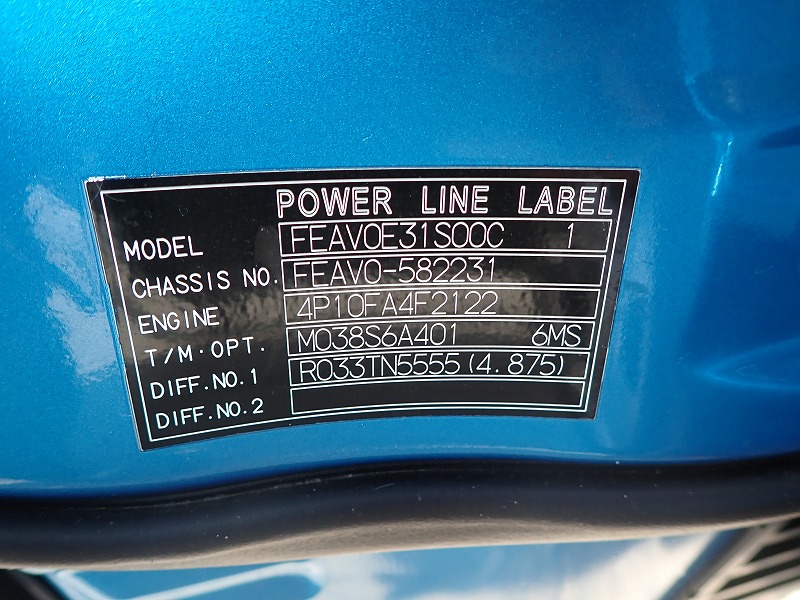 POWER LINE LABEL
MODEL FEAV0E31S00C 1
CHASSIS NO. FEAV0-582231
ENGINE 4P10FA4F2122
T/M·OPT. M038S6A401 6MS
DIFF.NO.1 R033TN5555(4.875)
DIFF.NO.2